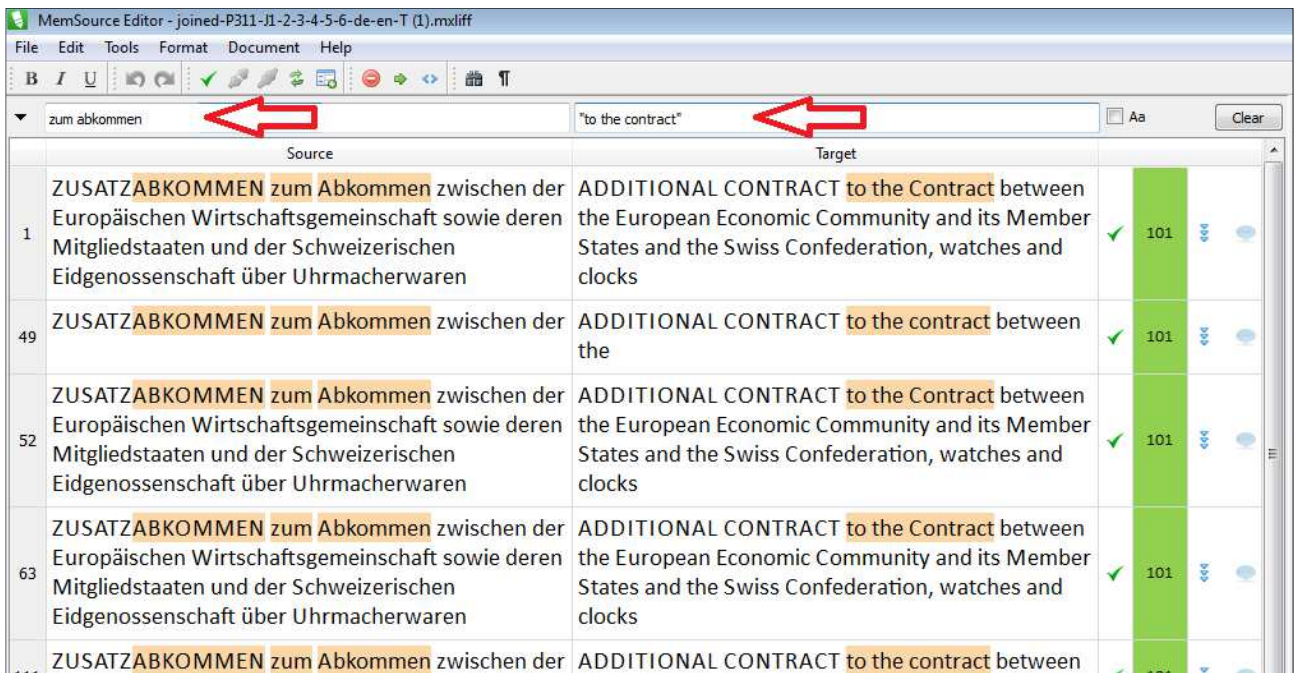 MemSource Editor - joined-P311-J1-2-3-4-5-6-de-en-T (1).mxliff
File Edit Tools Format Document Help
B I U ¶
zum abkommen "to the contract" Aa Clear
Source Target
1
ZUSATZABKOMMEN zum Abkommen zwischen der
Europäischen Wirtschaftsgemeinschaft sowie deren
Mitgliedstaaten und der Schweizerischen
Eidgenossenschaft über Uhrmacherwaren
ADDITIONAL CONTRACT to the Contract between
the European Economic Community and its Member
States and the Swiss Confederation, watches and
clocks
101
49
ZUSATZABKOMMEN zum Abkommen zwischen der
ADDITIONAL CONTRACT to the contract between
the
101
52
ZUSATZABKOMMEN zum Abkommen zwischen der
Europäischen Wirtschaftsgemeinschaft sowie deren
Mitgliedstaaten und der Schweizerischen
Eidgenossenschaft über Uhrmacherwaren
ADDITIONAL CONTRACT to the Contract between
the European Economic Community and its Member
States and the Swiss Confederation, watches and
clocks
101
63
ZUSATZABKOMMEN zum Abkommen zwischen der
Europäischen Wirtschaftsgemeinschaft sowie deren
Mitgliedstaaten und der Schweizerischen
Eidgenossenschaft über Uhrmacherwaren
ADDITIONAL CONTRACT to the Contract between
the European Economic Community and its Member
States and the Swiss Confederation, watches and
clocks
101
ZUSATZABKOMMEN zum Abkommen zwischen der
ADDITIONAL CONTRACT to the contract between